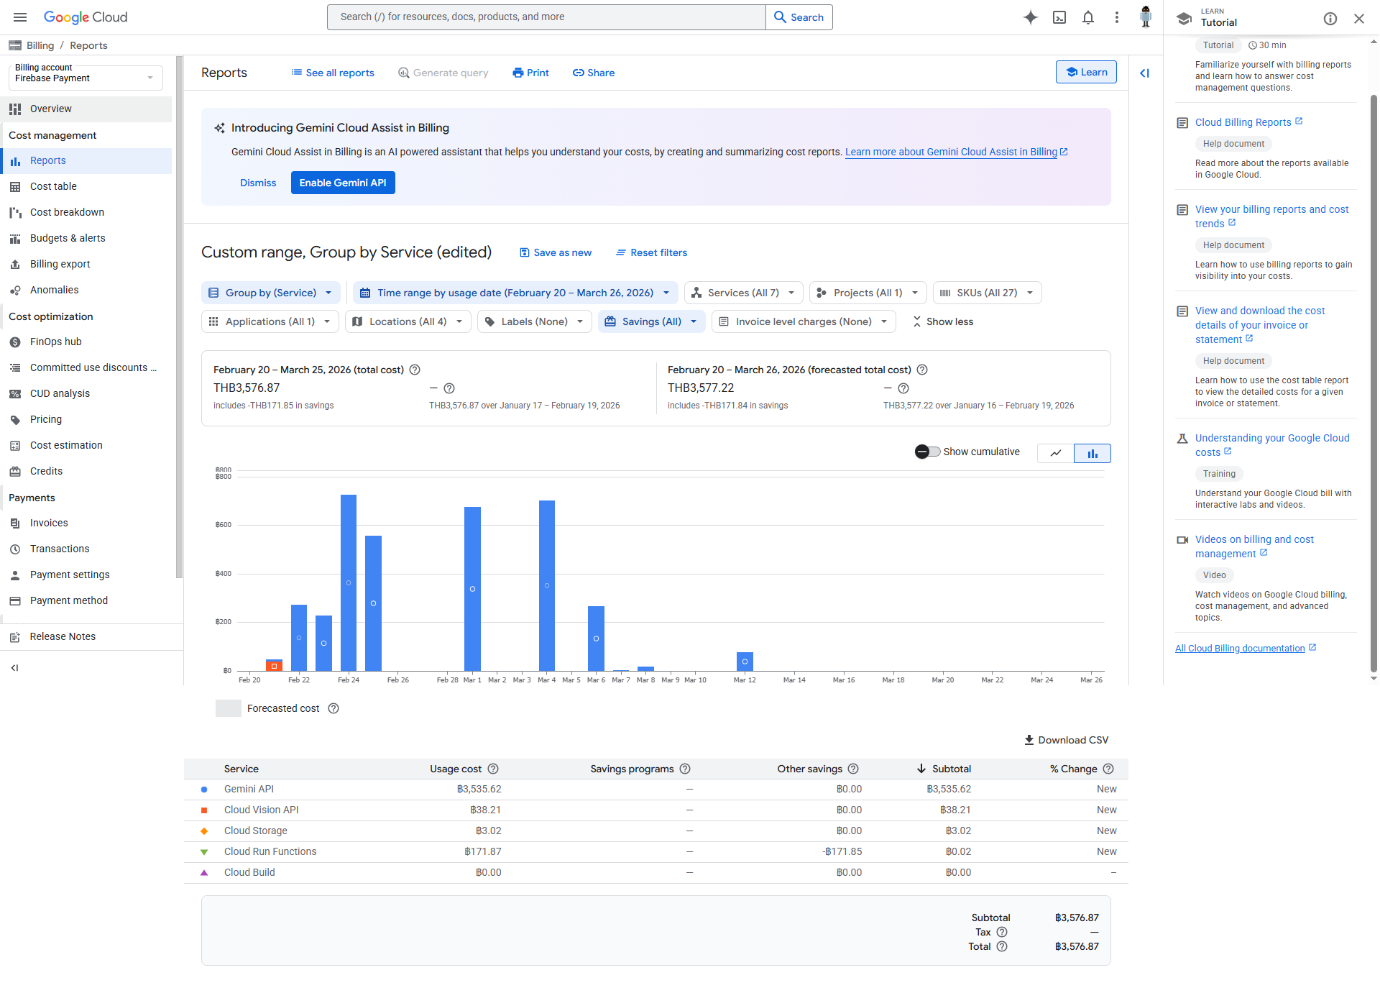 Google Cloud
Search (/) for resources, docs, products, and more
Search
Billing / Reports
Billing account
Firebase Payment
Overview
Cost management
Reports
Cost table
Cost breakdown
Budgets & alerts
Billing export
Anomalies
Cost optimization
FinOps hub
Committed use discounts ...
CUD analysis
Pricing
Cost estimation
Credits
Payments
Invoices
Transactions
Payment settings
Payment method
Release Notes
Reports
See all reports
Generate query
Print
Share
Learn
Introducing Gemini Cloud Assist in Billing
Gemini Cloud Assist in Billing is an AI powered assistant that helps you understand your costs, by creating and summarizing cost reports. Learn more about Gemini Cloud Assist in Billing
Dismiss
Enable Gemini API
Custom range, Group by Service (edited)
Save as new
Reset filters
Group by (Service)
Time range by usage date (February 20 – March 26, 2026)
Services (All 7)
Projects (All 1)
SKUs (All 27)
Applications (All 1)
Locations (All 4)
Labels (None)
Savings (All)
Invoice level charges (None)
Show less
February 20 – March 25, 2026 (total cost)
THB3,576.87 —
includes -THB171.85 in savings THB3,576.87 over January 17 – February 19, 2026
February 20 – March 26, 2026 (forecasted total cost)
THB3,577.22 —
includes -THB171.84 in savings THB3,577.22 over January 16 – February 19, 2026
Show cumulative
฿800
฿800
฿600
฿400
฿200
฿0
Feb 20 Feb 22 Feb 24 Feb 26 Feb 28 Mar 1 Mar 2 Mar 3 Mar 4 Mar 5 Mar 6 Mar 7 Mar 8 Mar 9 Mar 10 Mar 12 Mar 14 Mar 16 Mar 18 Mar 20 Mar 22 Mar 24 Mar 26
Forecasted cost
Download CSV
Service Usage cost Savings programs Other savings Subtotal % Change
Gemini API ฿3,535.62 — ฿0.00 ฿3,535.62 New
Cloud Vision API ฿38.21 — ฿0.00 ฿38.21 New
Cloud Storage ฿3.02 — ฿0.00 ฿3.02 New
Cloud Run Functions ฿171.87 — -฿171.85 ฿0.02 New
Cloud Build ฿0.00 — ฿0.00 ฿0.00 –
Subtotal ฿3,576.87
Tax —
Total ฿3,576.87
LEARN
Tutorial
Tutorial 30 min
Familiarize yourself with billing reports
and learn how to answer cost
management questions.
Cloud Billing Reports
Help document
Read more about the reports available
in Google Cloud.
View your billing reports and cost
trends
Help document
Learn how to use billing reports to gain
visibility into your costs.
View and download the cost
details of your invoice or
statement
Help document
Learn how to use the cost table report
to view the detailed costs for a given
invoice or statement.
Understanding your Google Cloud
costs
Training
Understand your Google Cloud bill with
interactive labs and videos.
Videos on billing and cost
management
Video
Watch videos on Google Cloud billing,
cost management, and advanced
topics.
All Cloud Billing documentation